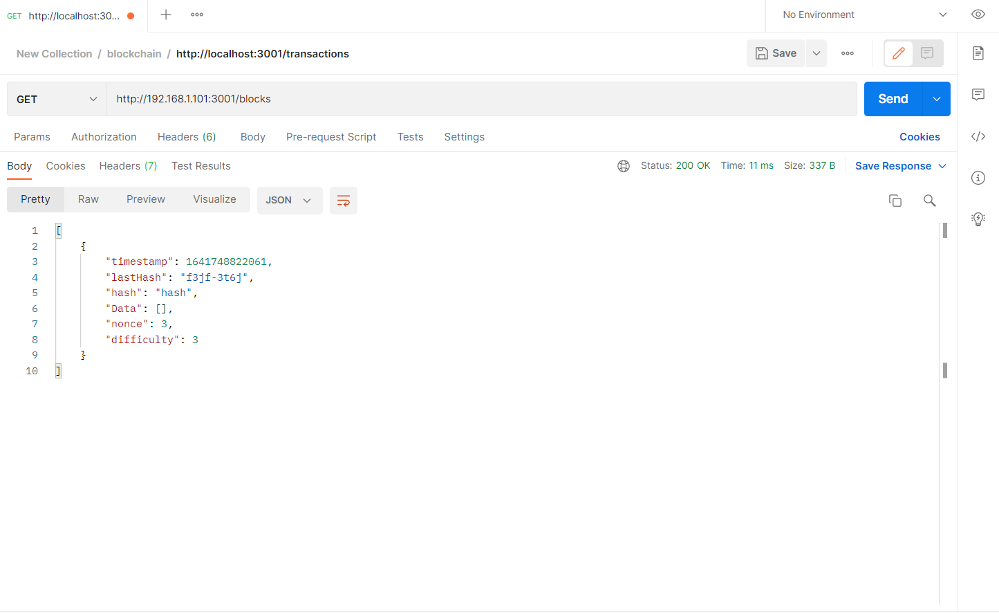 GET http://localhost:30...
No Environment
New Collection / blockchain / http://localhost:3001/transactions
Save
GET
http://192.168.1.101:3001/blocks
Send
Params Authorization Headers (6) Body Pre-request Script Tests Settings
Cookies
Body Cookies Headers (7) Test Results
Status: 200 OK Time: 11 ms Size: 337 B
Save Response
Pretty Raw Preview Visualize JSON
1 [
2 {
3 "timestamp": 1641748822061,
4 "lastHash": "f3jf-3t6j",
5 "hash": "hash",
6 "Data": [],
7 "nonce": 3,
8 "difficulty": 3
9 }
10 ]